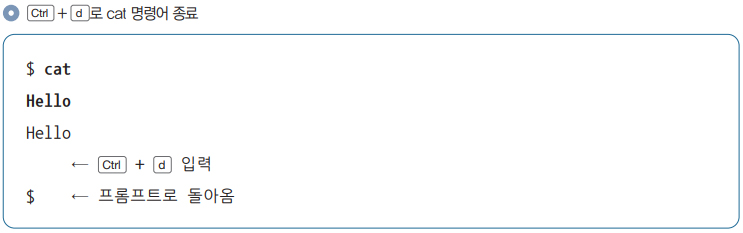 Ctrl + d로 cat 명령어 종료
$ cat
Hello
Hello
← Ctrl + d 입력
$ ← 프롬프트로 돌아옴